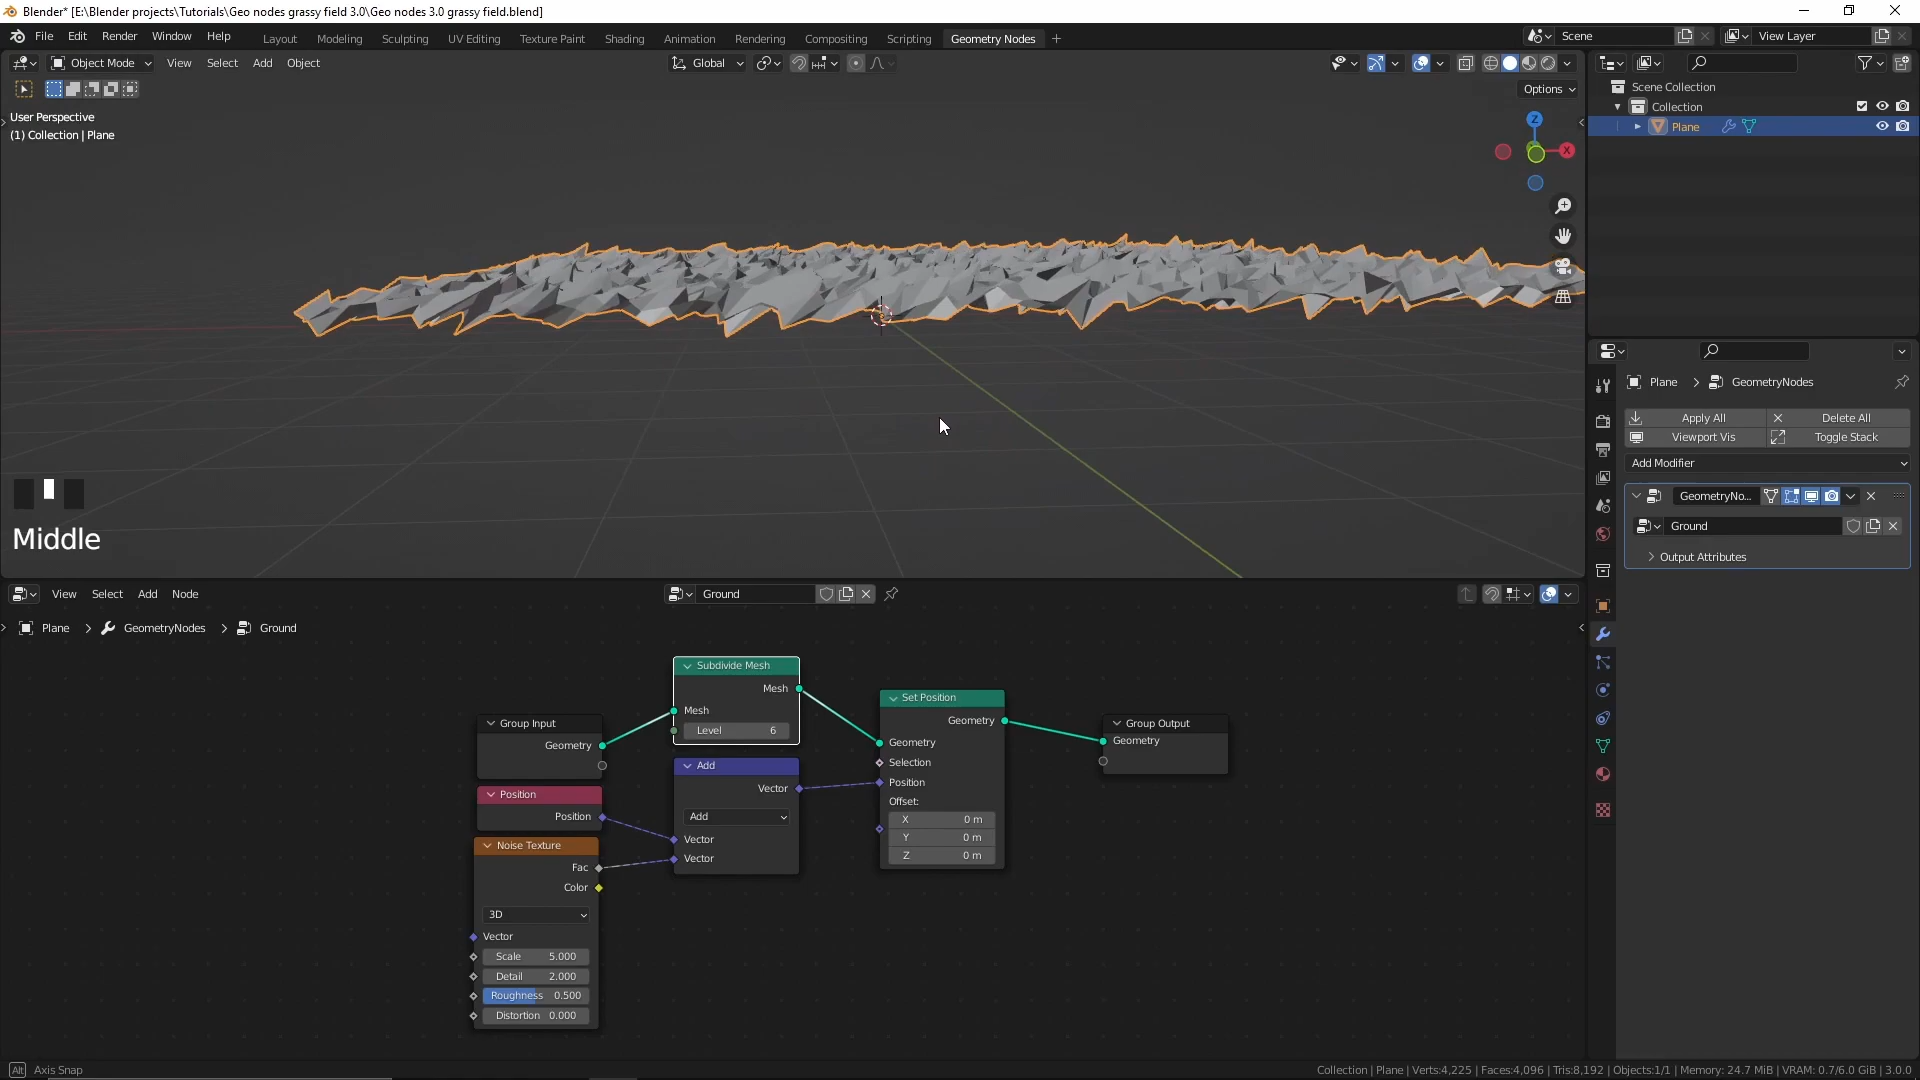 Blender* [E:\Blender projects\Tutorials\Geo nodes grassy field 3.0\Geo nodes 3.0 grassy field.blend]
File Edit Render Window Help Layout Modeling Sculpting UV Editing Texture Paint Shading Animation Rendering Compositing Scripting Geometry Nodes Scene View Layer
Object Mode View Select Add Object Global
Options
User Perspective
(1) Collection | Plane
Z
X
Middle
Scene Collection
Collection
Plane
Plane GeometryNodes
Apply All Delete All
Viewport Vis Toggle Stack
Add Modifier
GeometryNo...
Ground
Output Attributes
View Select Add Node Ground
Plane GeometryNodes Ground
Subdivide Mesh
Mesh
Mesh
Level 6
Set Position
Geometry
Geometry
Selection
Position
Offset:
X 0 m
Y 0 m
Z 0 m
Group Input
Geometry
Group Output
Geometry
Position
Position
Add
Vector
Add
Vector
Vector
Noise Texture
Fac
Color
3D
Vector
Scale 5.000
Detail 2.000
Roughness 0.500
Distortion 0.000
Alt Axis Snap
Collection | Plane | Verts:4,225 | Faces:4,096 | Tris:8,192 | Objects:1/1 | Memory: 24.7 MiB | VRAM: 0.7/6.0 GiB | 3.0.0